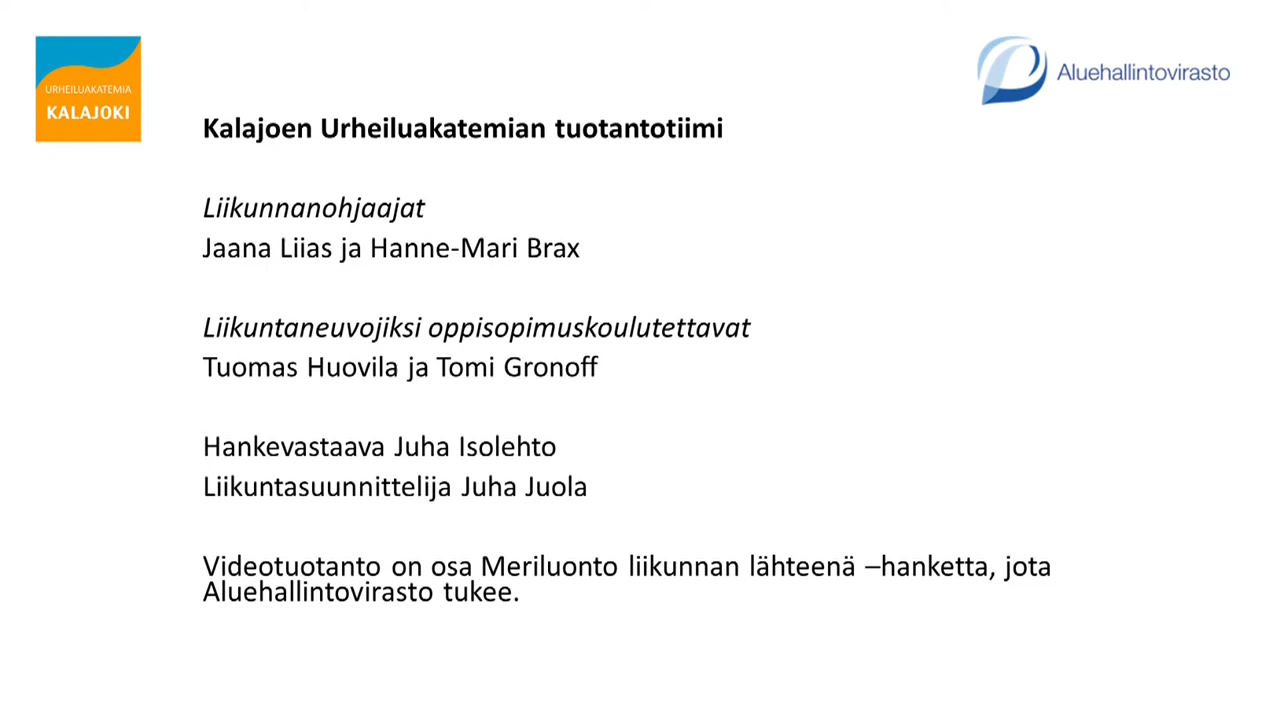 URHEILUAKATEMIA
KALAJOKI
Aluehallintovirasto
Kalajoen Urheiluakatemian tuotantotiimi
Liikunnanohjaajat
Jaana Liias ja Hanne-Mari Brax
Liikuntaneuvojiksi oppisopimuskoulutettavat
Tuomas Huovila ja Tomi Gronoff
Hankevastaava Juha Isolehto
Liikuntasuunnittelija Juha Juola
Videotuotanto on osa Meriluonto liikunnan lähteenä –hanketta, jota
Aluehallintovirasto tukee.